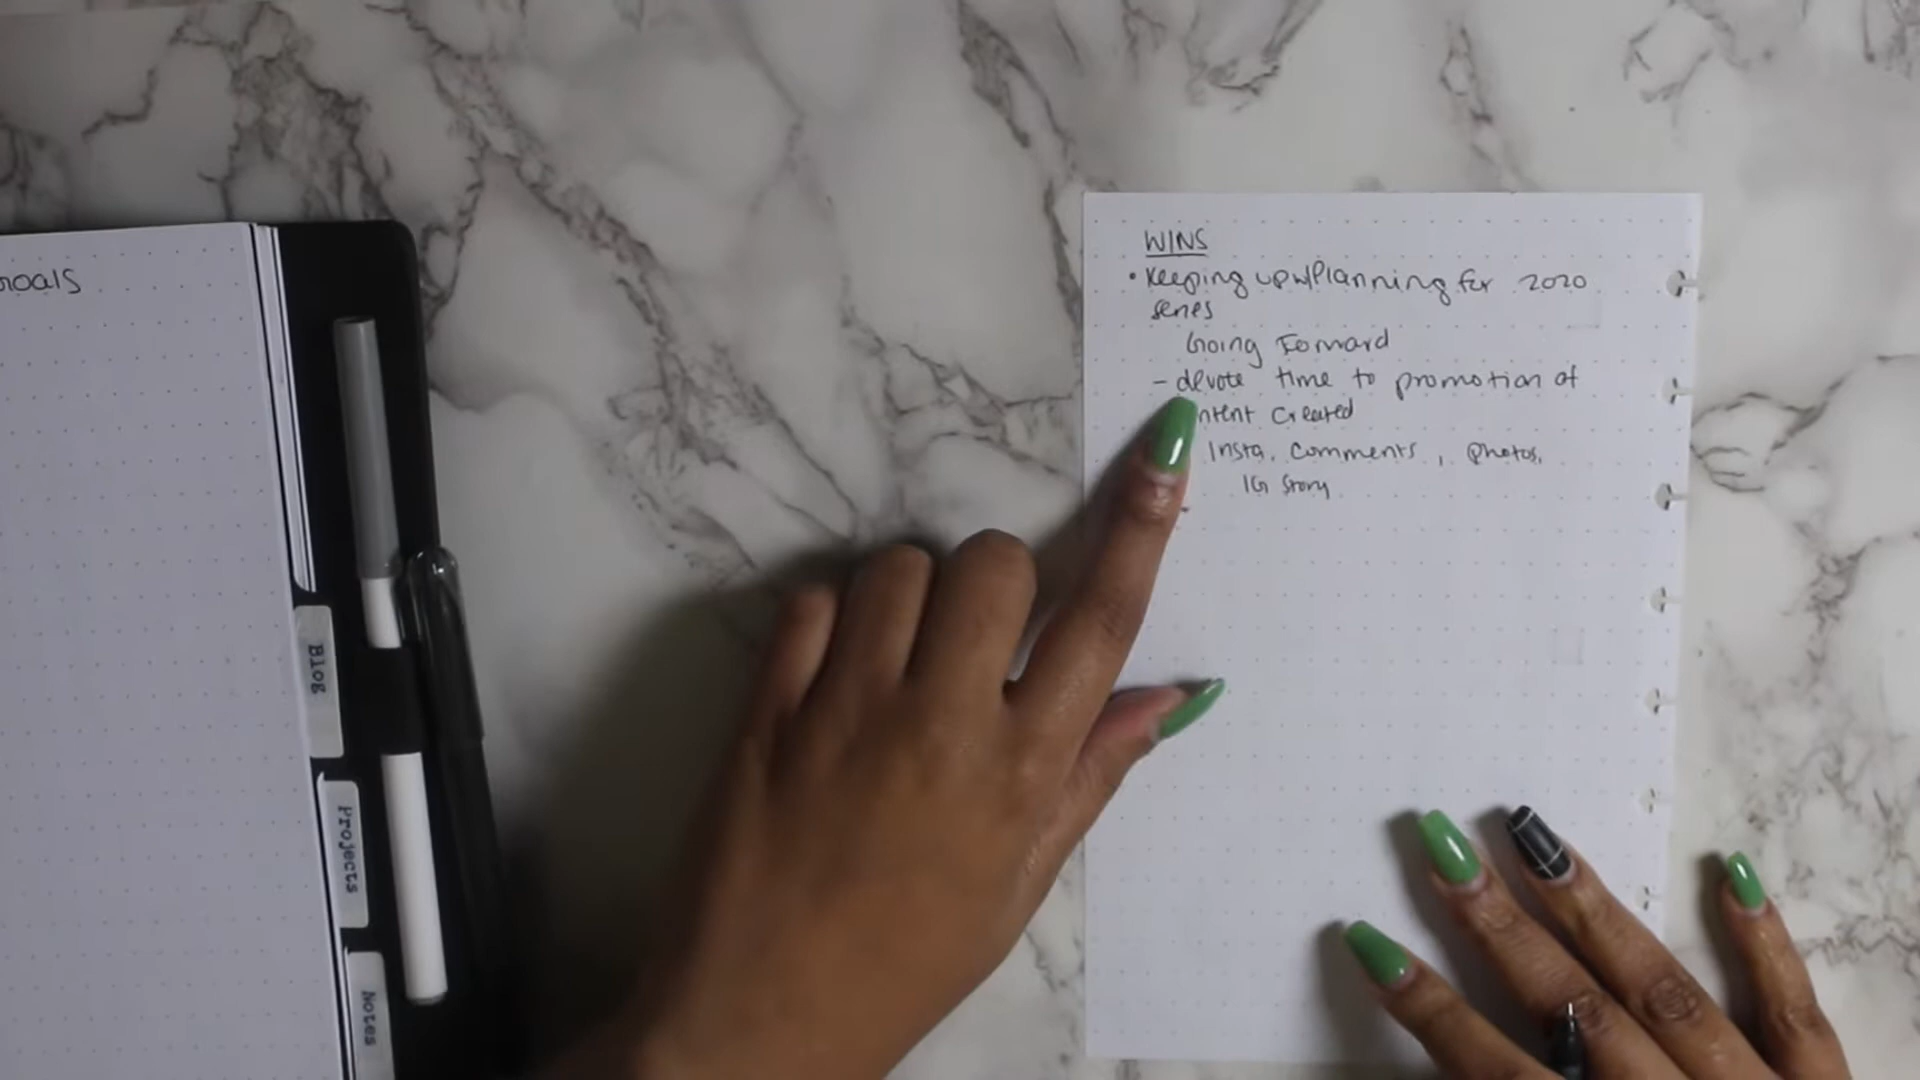 goals
Blog
Projects
Notes
WINS
• Keeping up w/Planning for 2020
series
Going Forward
- devote time to promotion of
ntent created
Insta, comments, photos,
IG Story